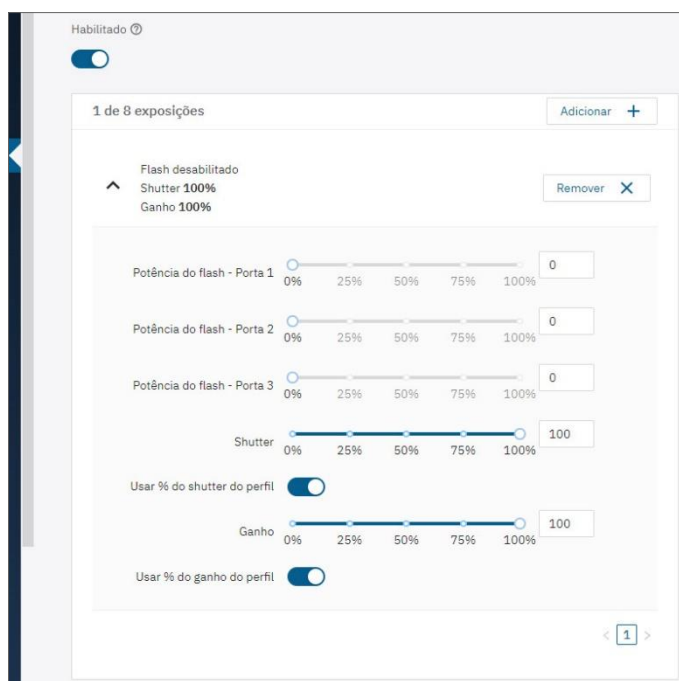 Habilitado
1 de 8 exposições
Adicionar +
Flash desabilitado
Shutter 100%
Ganho 100%
Remover X
Potência do flash - Porta 1
0% 25% 50% 75% 100%
0
Potência do flash - Porta 2
0% 25% 50% 75% 100%
0
Potência do flash - Porta 3
0% 25% 50% 75% 100%
0
Shutter
0% 25% 50% 75% 100%
100
Usar % do shutter do perfil
Ganho
0% 25% 50% 75% 100%
100
Usar % do ganho do perfil
< 1 >